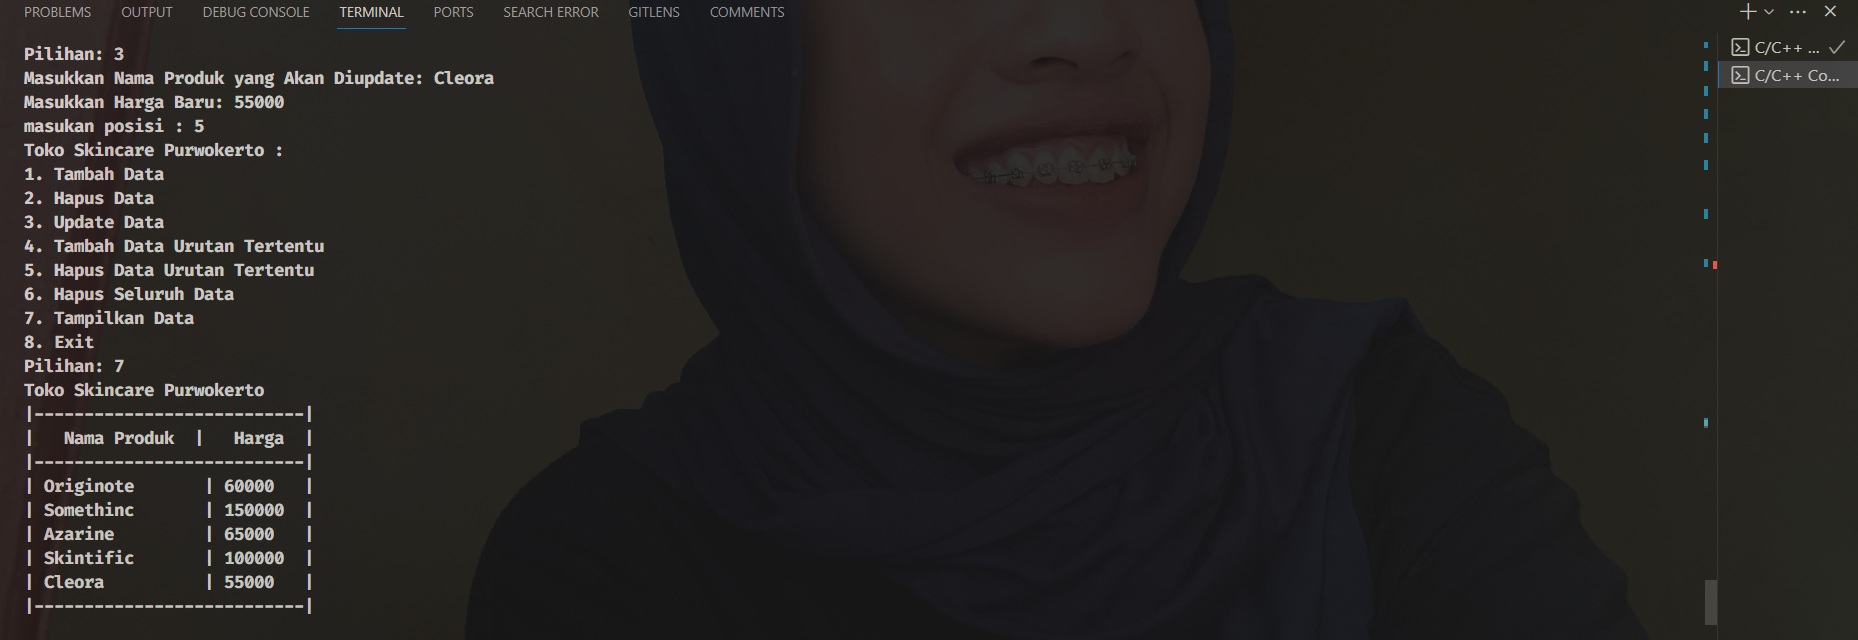 PROBLEMS OUTPUT DEBUG CONSOLE TERMINAL PORTS SEARCH ERROR GITLENS COMMENTS
Pilihan: 3
Masukkan Nama Produk yang Akan Diupdate: Cleora
Masukkan Harga Baru: 55000
masukan posisi : 5
Toko Skincare Purwokerto :
1. Tambah Data
2. Hapus Data
3. Update Data
4. Tambah Data Urutan Tertentu
5. Hapus Data Urutan Tertentu
6. Hapus Seluruh Data
7. Tampilkan Data
8. Exit
Pilihan: 7
Toko Skincare Purwokerto
|---------------------------|
|   Nama Produk  |   Harga  |
|---------------------------|
| Originote       | 60000   |
| Somethinc       | 150000  |
| Azarine         | 65000   |
| Skintific       | 100000  |
| Cleora          | 55000   |
|---------------------------|
C/C++ ...
C/C++ Co...